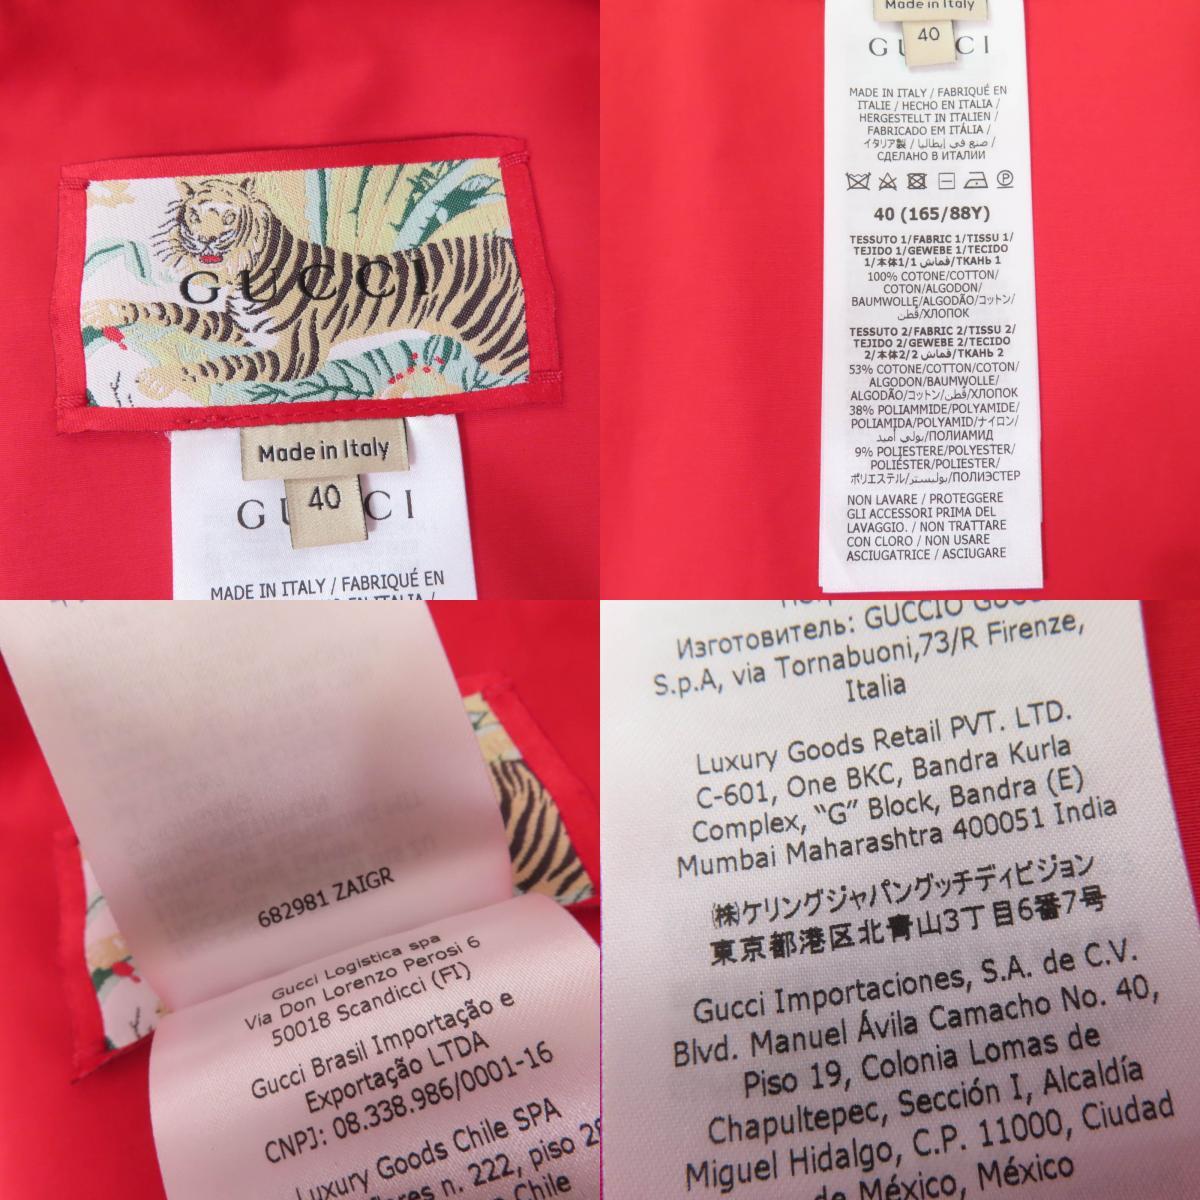 GUCCI
Made in Italy
40
GUCCI
MADE IN ITALY / FABRIQUÉ EN
Made in Italy
40
GUCCI
MADE IN ITALY / FABRIQUÉ EN
ITALIE / HECHO EN ITALIA /
HERGESTELLT IN ITALIEN /
FABRICADO EM ITÁLIA /
イタリア製 / صنع في إيطاليا /
СДЕЛАНО В ИТАЛИИ
40 (165/88Y)
TESSUTO 1/FABRIC 1/TISSU 1/
TEJIDO 1/GEWEBE 1/TECIDO
1/本体1/1 قماش/ТКАНЬ 1
100% COTONE/COTTON/
COTON/ALGODON/
BAUMWOLLE/ALGODÃO/コットン/
قطن/ХЛОПОК
TESSUTO 2/FABRIC 2/TISSU 2/
TEJIDO 2/GEWEBE 2/TECIDO
2/本体2/2 قماش/ТКАНЬ 2
53% COTONE/COTTON/COTON/
ALGODON/BAUMWOLLE/
ALGODÃO/コットン/قطن/ХЛОПОК
38% POLIAMMIDE/POLYAMIDE/
POLIAMIDA/POLYAMID/ナイロン/
بولي أميد/ПОЛИАМИД
9% POLIESTERE/POLYESTER/
POLIÉSTER/POLIESTER/
ポリエステル/بوليستر/ПОЛИЭСТЕР
NON LAVARE / PROTEGGERE
GLI ACCESSORI PRIMA DEL
LAVAGGIO. / NON TRATTARE
CON CLORO / NON USARE
ASCIUGATRICE / ASCIUGARE
682981 ZAIGR
Gucci Logistica spa
Via Don Lorenzo Perosi 6
50018 Scandicci (FI)
Gucci Brasil Importação e
Exportação LTDA
CNPJ: 08.338.986/0001-16
Luxury Goods Chile SPA
n. 222, piso
Chile
Изготовитель: GUCCIO
S.p.A, via Tornabuoni,73/R Firenze,
Italia
Luxury Goods Retail PVT. LTD.
C-601, One BKC, Bandra Kurla
Complex, “G” Block, Bandra (E)
Mumbai Maharashtra 400051 India
㈱ケリングジャパングッチディビジョン
東京都港区北青山3丁目6番7号
Gucci Importaciones, S.A. de C.V.
Blvd. Manuel Ávila Camacho No. 40,
Piso 19, Colonia Lomas de
Chapultepec, Sección I, Alcaldía
Miguel Hidalgo, C.P. 11000, Ciudad
de México, México